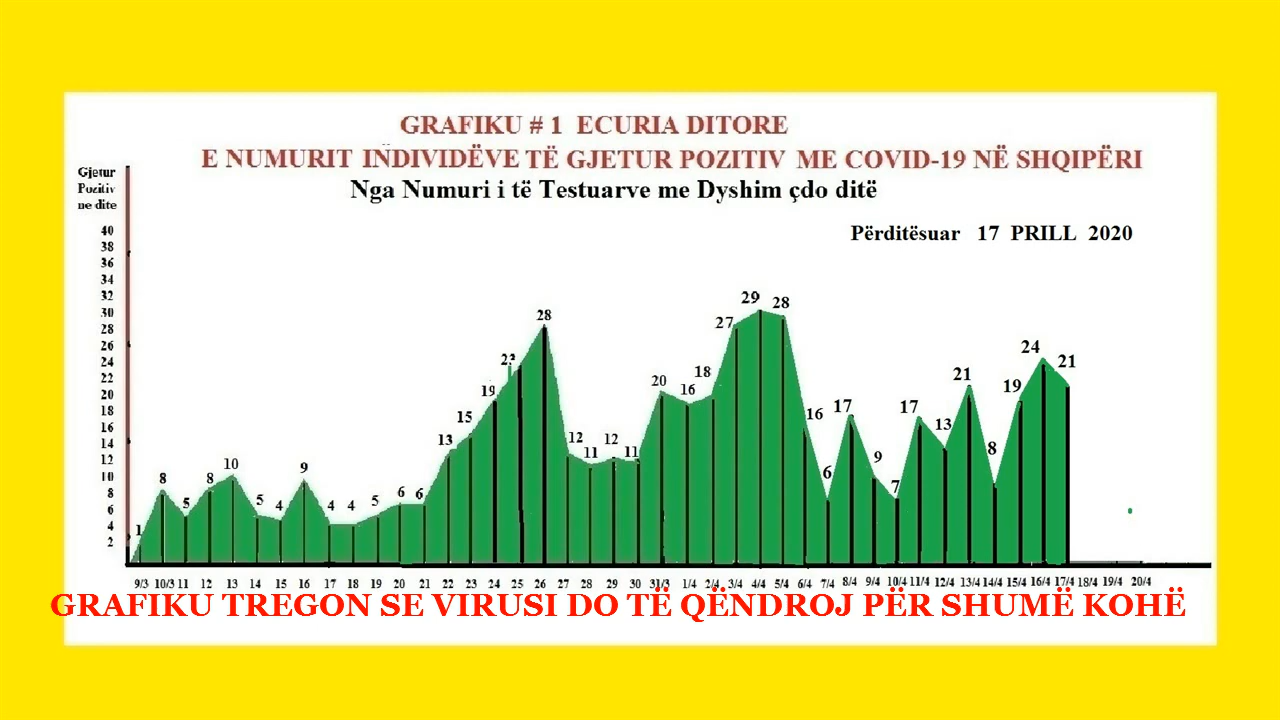 GRAFIKU # 1 ECURIA DITORE
E NUMURIT INDIVIDËVE TË GJETUR POZITIV ME COVID-19 NË SHQIPËRI
Nga Numuri i të Testuarve me Dyshim çdo ditë
Gjetur
Pozitiv
ne dite
Përditësuar 17 PRILL 2020
40
38
36
34
32
30
28
26
24
22
20
18
16
14
12
10
8
6
4
2
1 8 5 8 10 5 4 9 4 4 5 6 6 13 15 19 23 28 12 11 12 11 20 16 18 27 29 28 16 6 17 9 7 17 13 21 8 19 24 21
9/3 10/3 11 12 13 14 15 16 17 18 19 20 21 22 23 24 25 26 27 28 29 30 31/3 1/4 2/4 3/4 4/4 5/4 6/4 7/4 8/4 9/4 10/4 11/4 12/4 13/4 14/4 15/4 16/4 17/4 18/4 19/4 20/4
GRAFIKU TREGON SE VIRUSI DO TË QËNDROJ PËR SHUMË KOHË